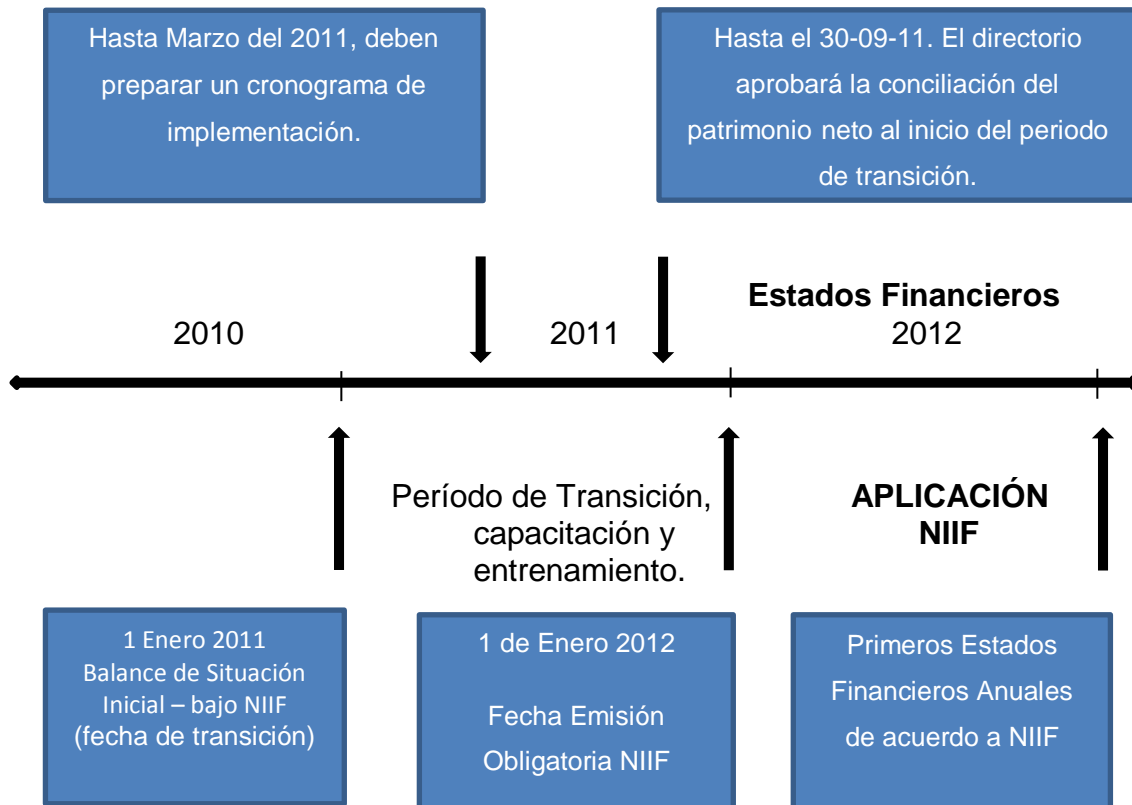 Hasta Marzo del 2011, deben
preparar un cronograma de
implementación.
Hasta el 30-09-11. El directorio
aprobará la conciliación del
patrimonio neto al inicio del periodo
de transición.
Estados Financieros
2010
2011
2012
Período de Transición,
capacitación y
entrenamiento.
APLICACIÓN
NIIF
1 Enero 2011
Balance de Situación
Inicial – bajo NIIF
(fecha de transición)
1 de Enero 2012
Fecha Emisión
Obligatoria NIIF
Primeros Estados
Financieros Anuales
de acuerdo a NIIF